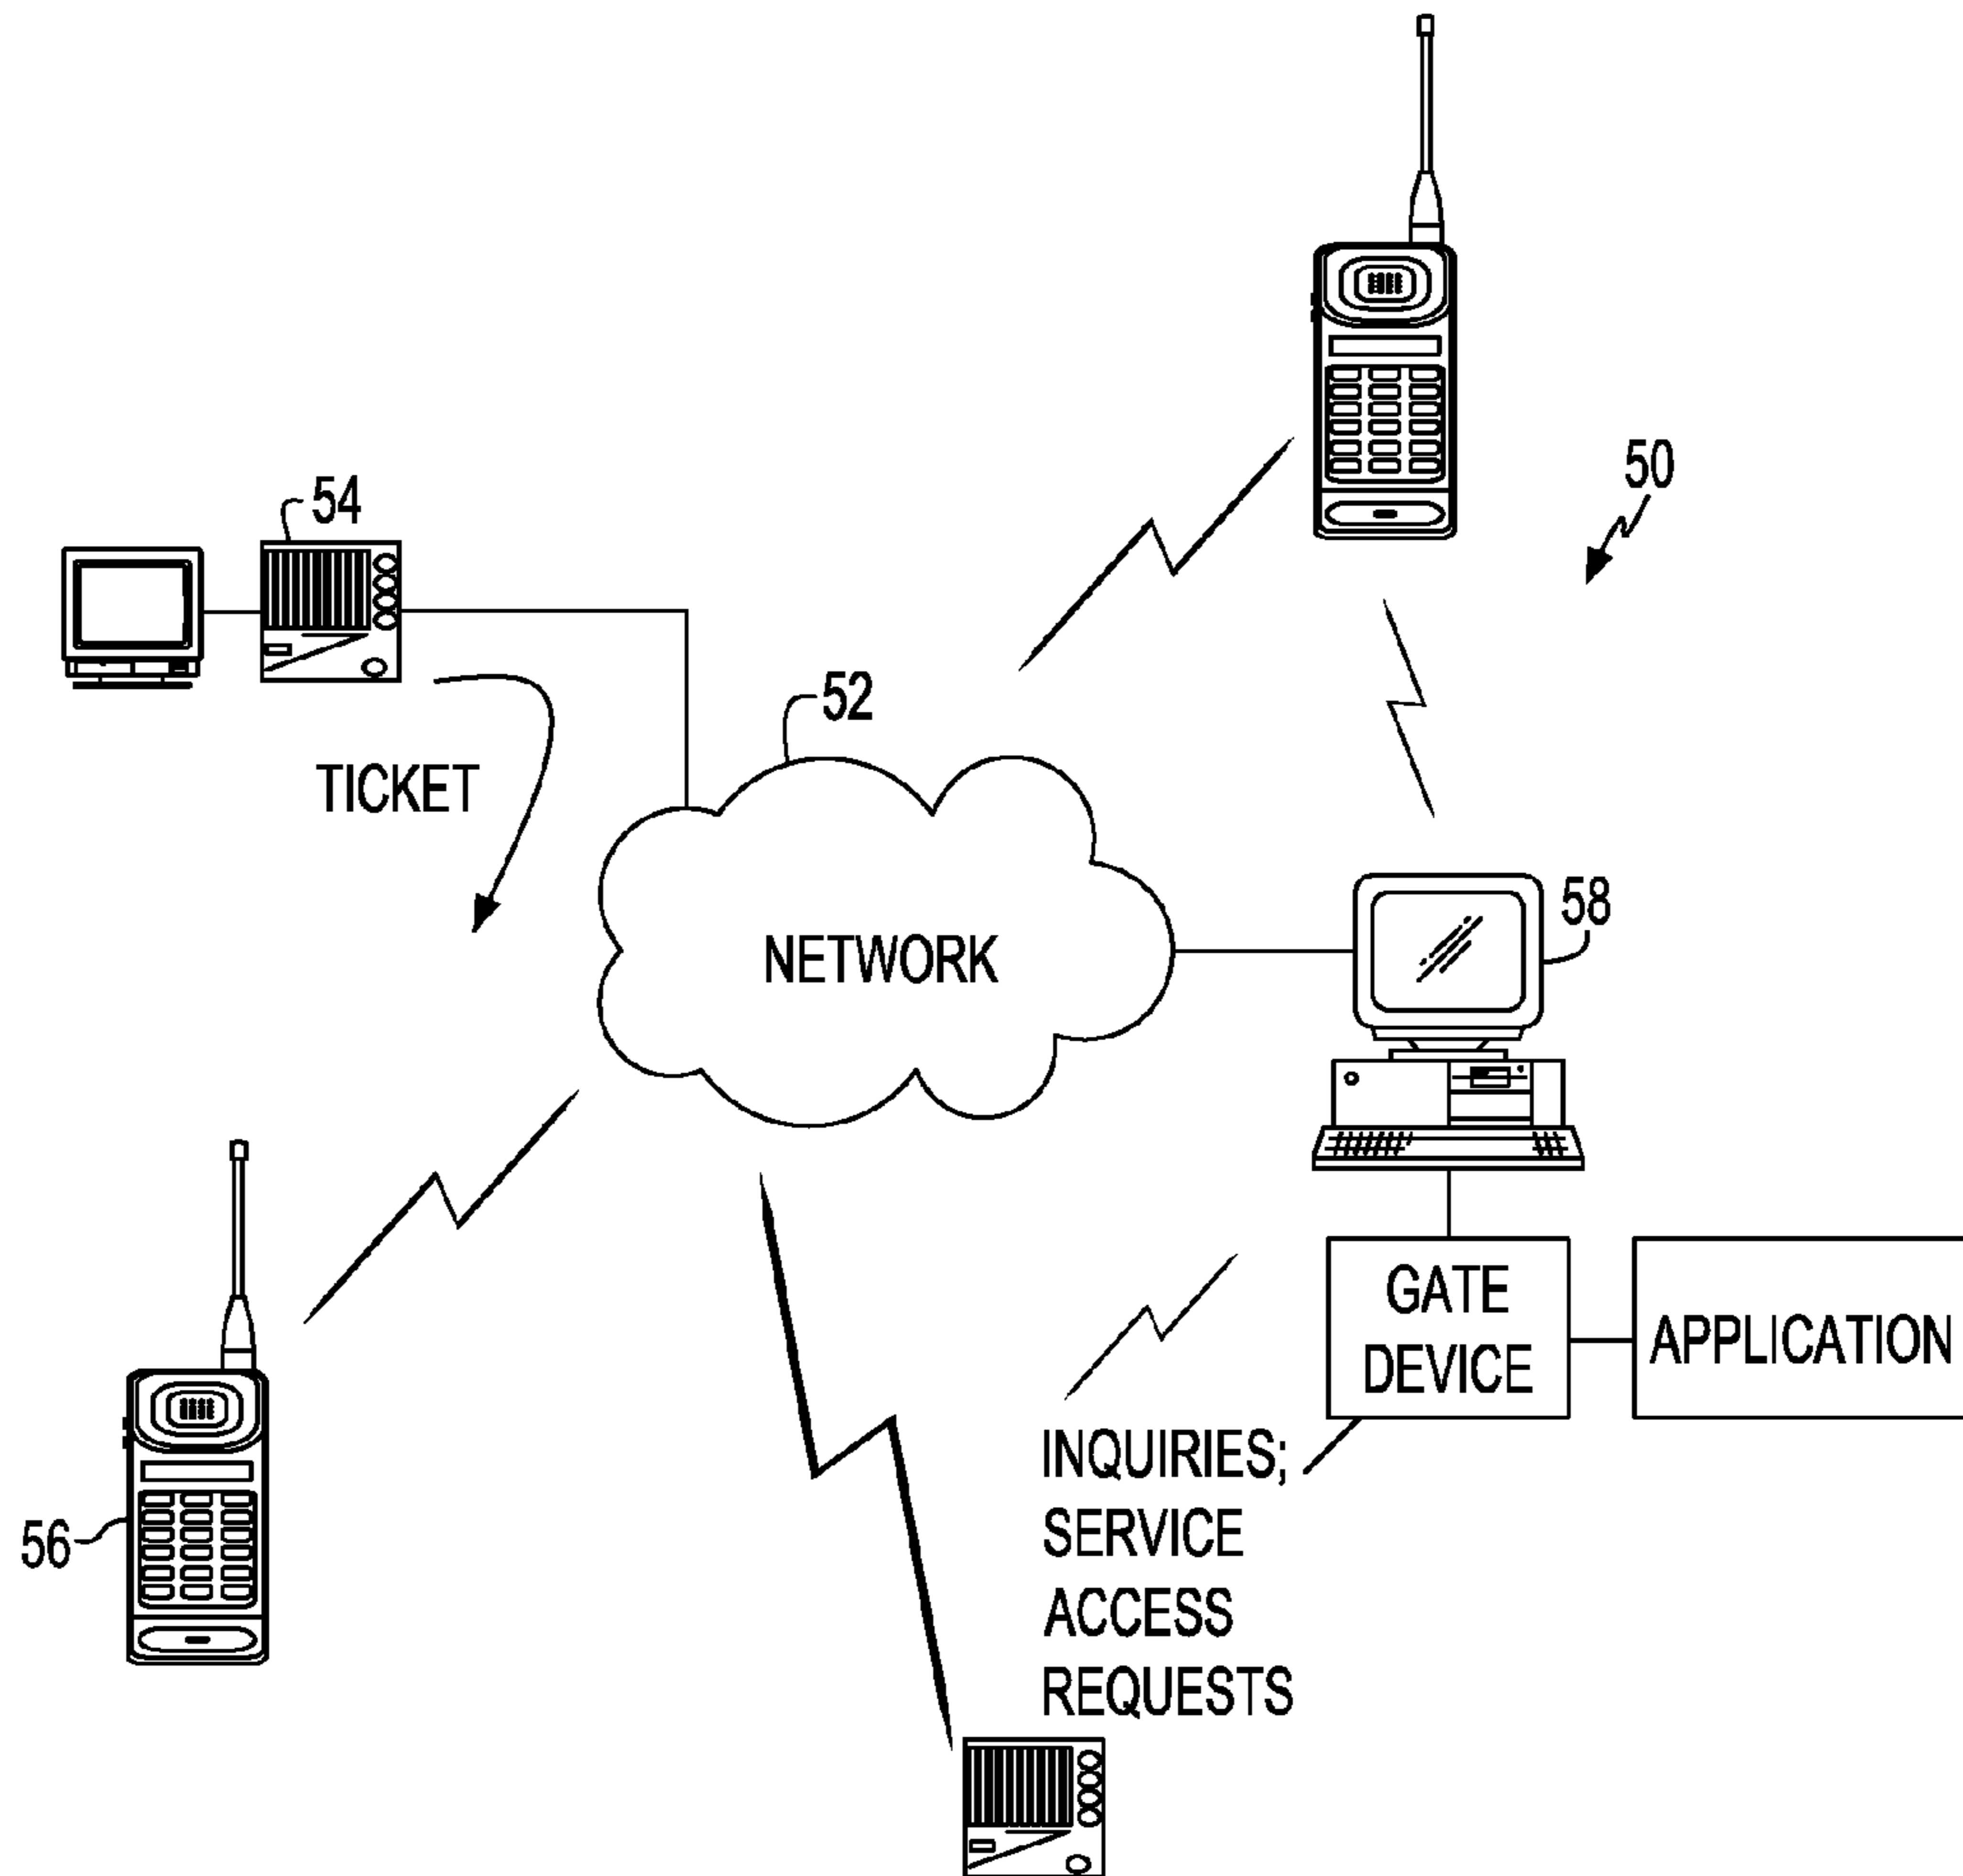 50
54
52
TICKET
58
NETWORK
GATE
DEVICE
APPLICATION
INQUIRIES;
SERVICE
ACCESS
REQUESTS
56